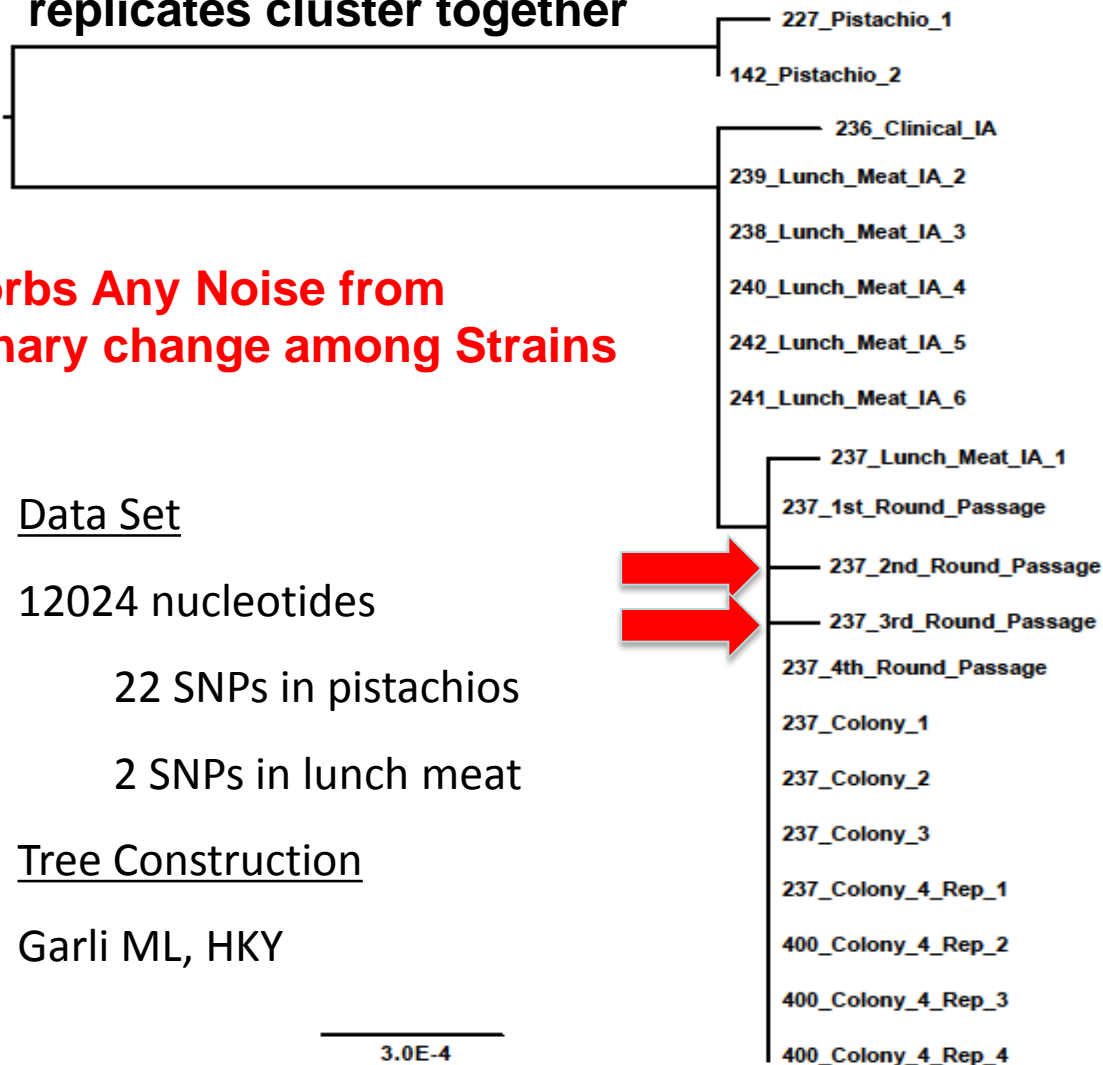 replicates cluster together
orbs Any Noise from
nary change among Strains
Data Set
12024 nucleotides
22 SNPs in pistachios
2 SNPs in lunch meat
Tree Construction
Garli ML, HKY
3.0E-4
227_Pistachio_1
142_Pistachio_2
236_Clinical_IA
239_Lunch_Meat_IA_2
238_Lunch_Meat_IA_3
240_Lunch_Meat_IA_4
242_Lunch_Meat_IA_5
241_Lunch_Meat_IA_6
237_Lunch_Meat_IA_1
237_1st_Round_Passage
237_2nd_Round_Passage
237_3rd_Round_Passage
237_4th_Round_Passage
237_Colony_1
237_Colony_2
237_Colony_3
237_Colony_4_Rep_1
400_Colony_4_Rep_2
400_Colony_4_Rep_3
400_Colony_4_Rep_4